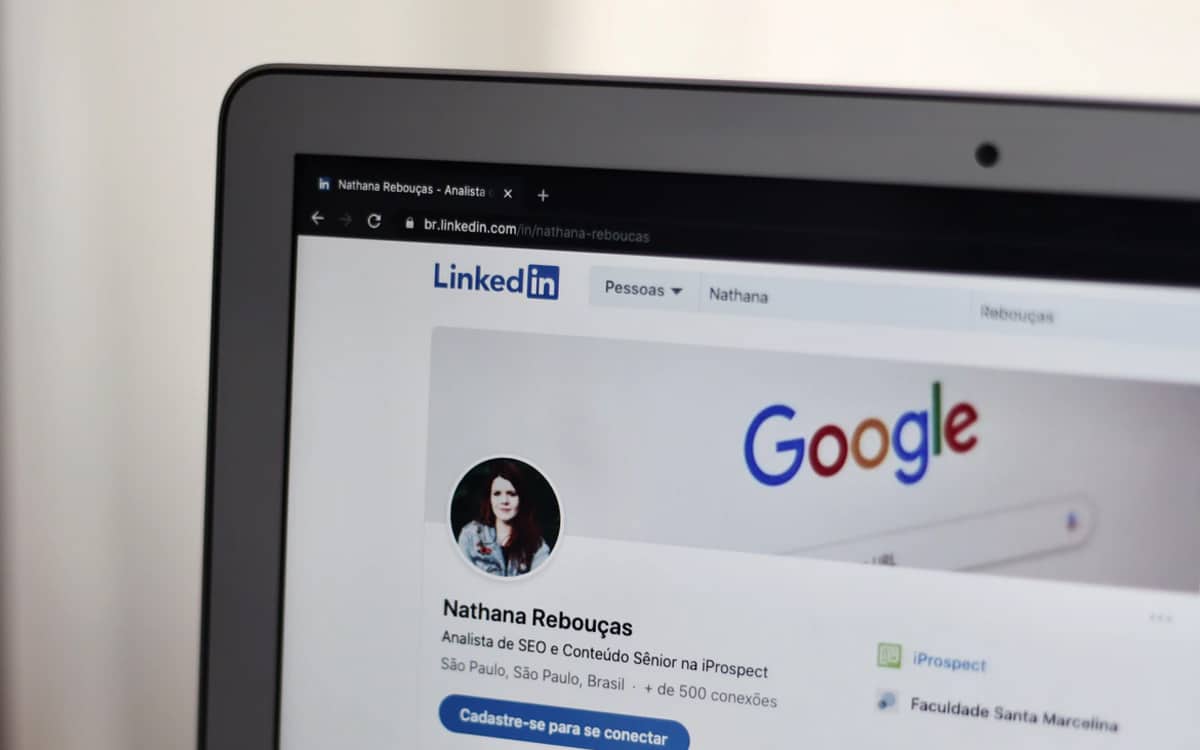 Nathana Rebouças - Analista
br.linkedin.com/in/nathana-reboucas
Linkedin
Pessoas Nathana Rebouças
Google
URL
Nathana Rebouças
Analista de SEO e Conteúdo Sênior na iProspect
São Paulo, São Paulo, Brasil · + de 500 conexões
Cadastre-se para se conectar
iProspect
Faculdade Santa Marcelina